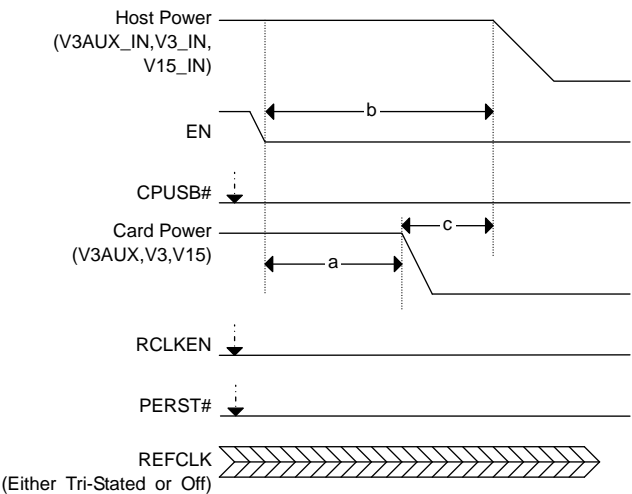 Host Power
(V3AUX_IN,V3_IN,
V15_IN)
b
EN
CPUSB#
c
Card Power
(V3AUX,V3,V15)
a
RCLKEN
PERST#
REFCLK
(Either Tri-Stated or Off)